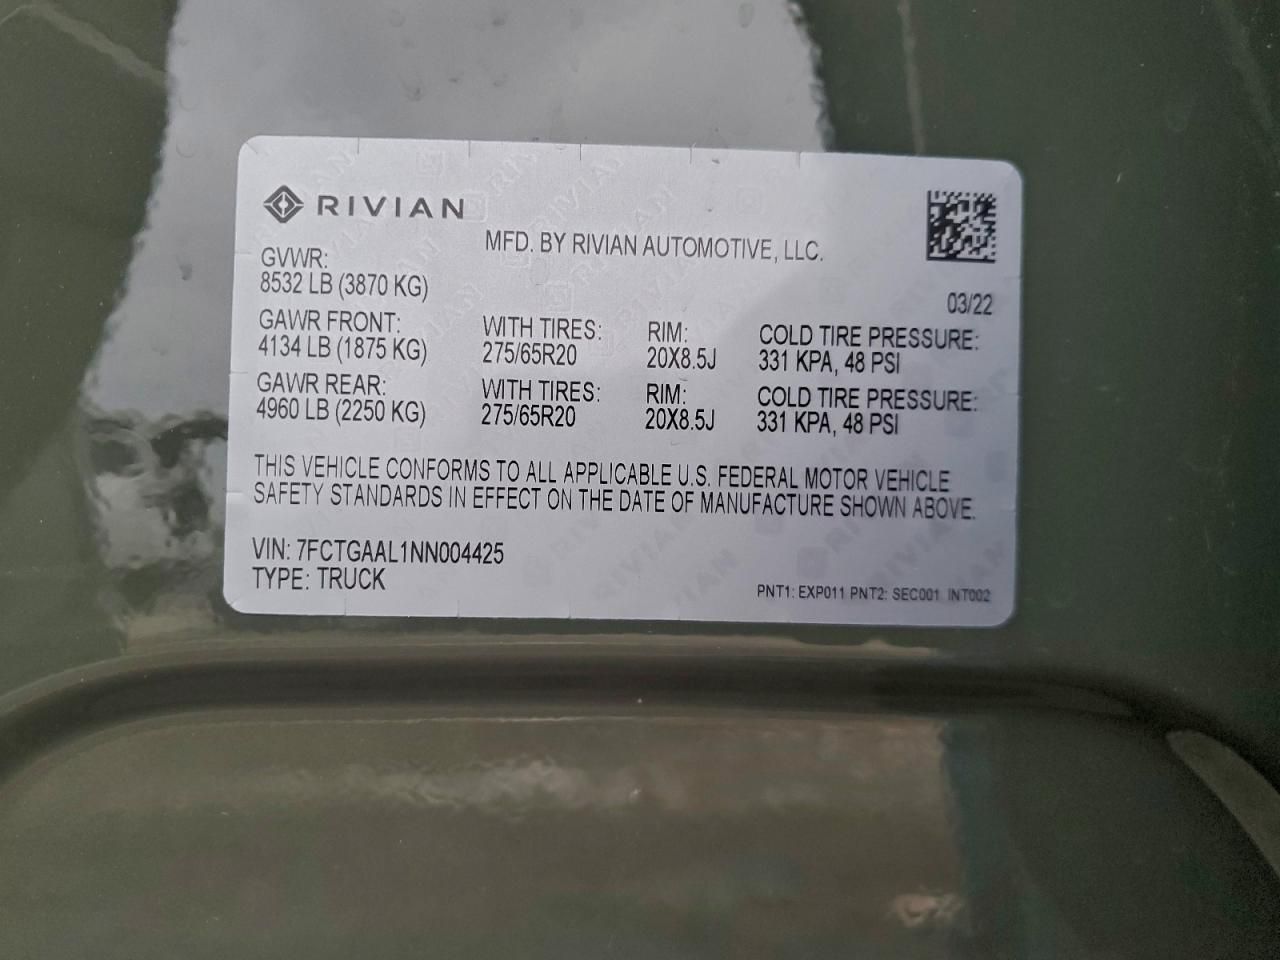 RIVIAN
MFD. BY RIVIAN AUTOMOTIVE, LLC.
GVWR:
8532 LB (3870 KG)
03/22
GAWR FRONT: WITH TIRES: RIM: COLD TIRE PRESSURE:
4134 LB (1875 KG) 275/65R20 20X8.5J 331 KPA, 48 PSI
GAWR REAR: WITH TIRES: RIM: COLD TIRE PRESSURE:
4960 LB (2250 KG) 275/65R20 20X8.5J 331 KPA, 48 PSI
THIS VEHICLE CONFORMS TO ALL APPLICABLE U.S. FEDERAL MOTOR VEHICLE
SAFETY STANDARDS IN EFFECT ON THE DATE OF MANUFACTURE SHOWN ABOVE.
VIN: 7FCTGAAL1NN004425
TYPE: TRUCK
PNT1: EXP011 PNT2: SEC001 INT002